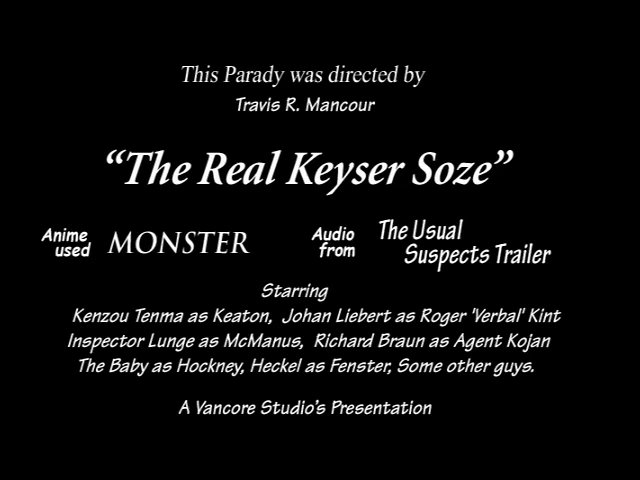 This Parady was directed by
Travis R. Mancour
“The Real Keyser Soze”
Anime used MONSTER Audio from The Usual Suspects Trailer
Starring
Kenzou Tenma as Keaton, Johan Liebert as Roger 'Verbal' Kint
Inspector Lunge as McManus, Richard Braun as Agent Kojan
The Baby as Hockney, Heckel as Fenster, Some other guys.
A Vancore Studio's Presentation